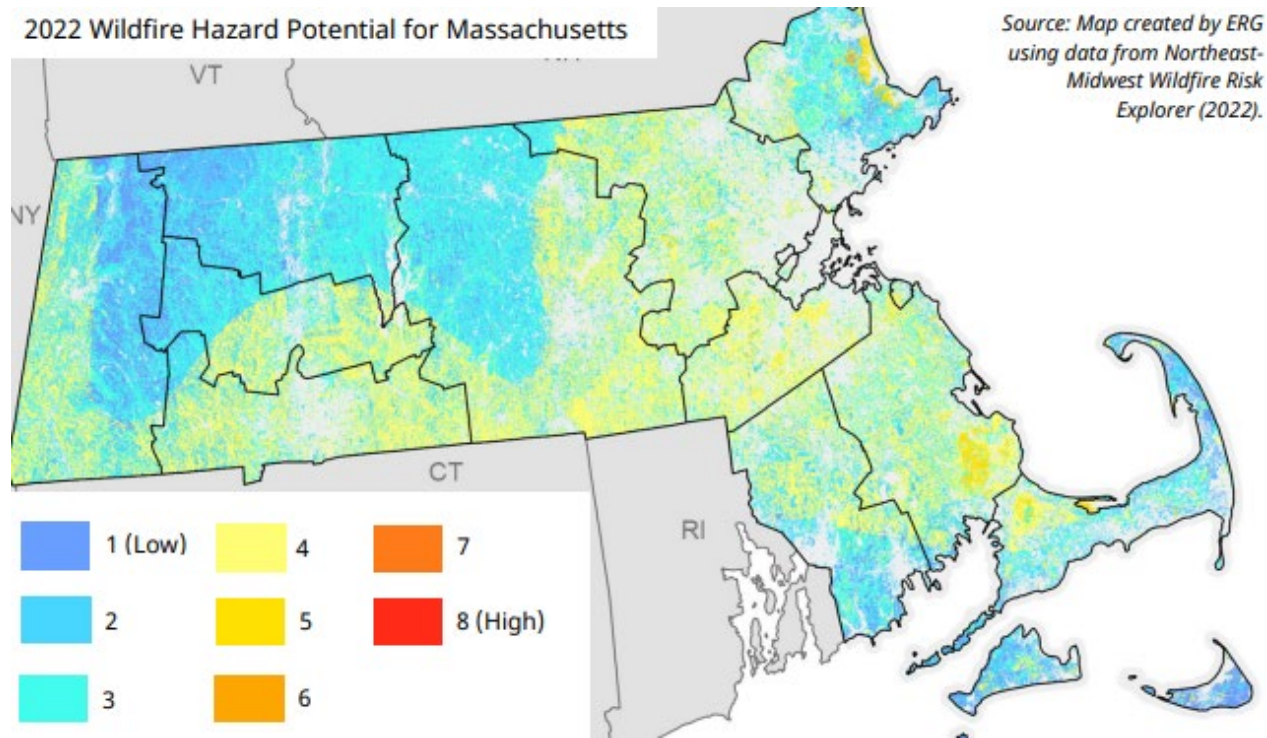 2022 Wildfire Hazard Potential for Massachusetts
Source: Map created by ERG
using data from Northeast-
Midwest Wildfire Risk
Explorer (2022).
VT
NY
CT
RI
1 (Low)
2
3
4
5
6
7
8 (High)